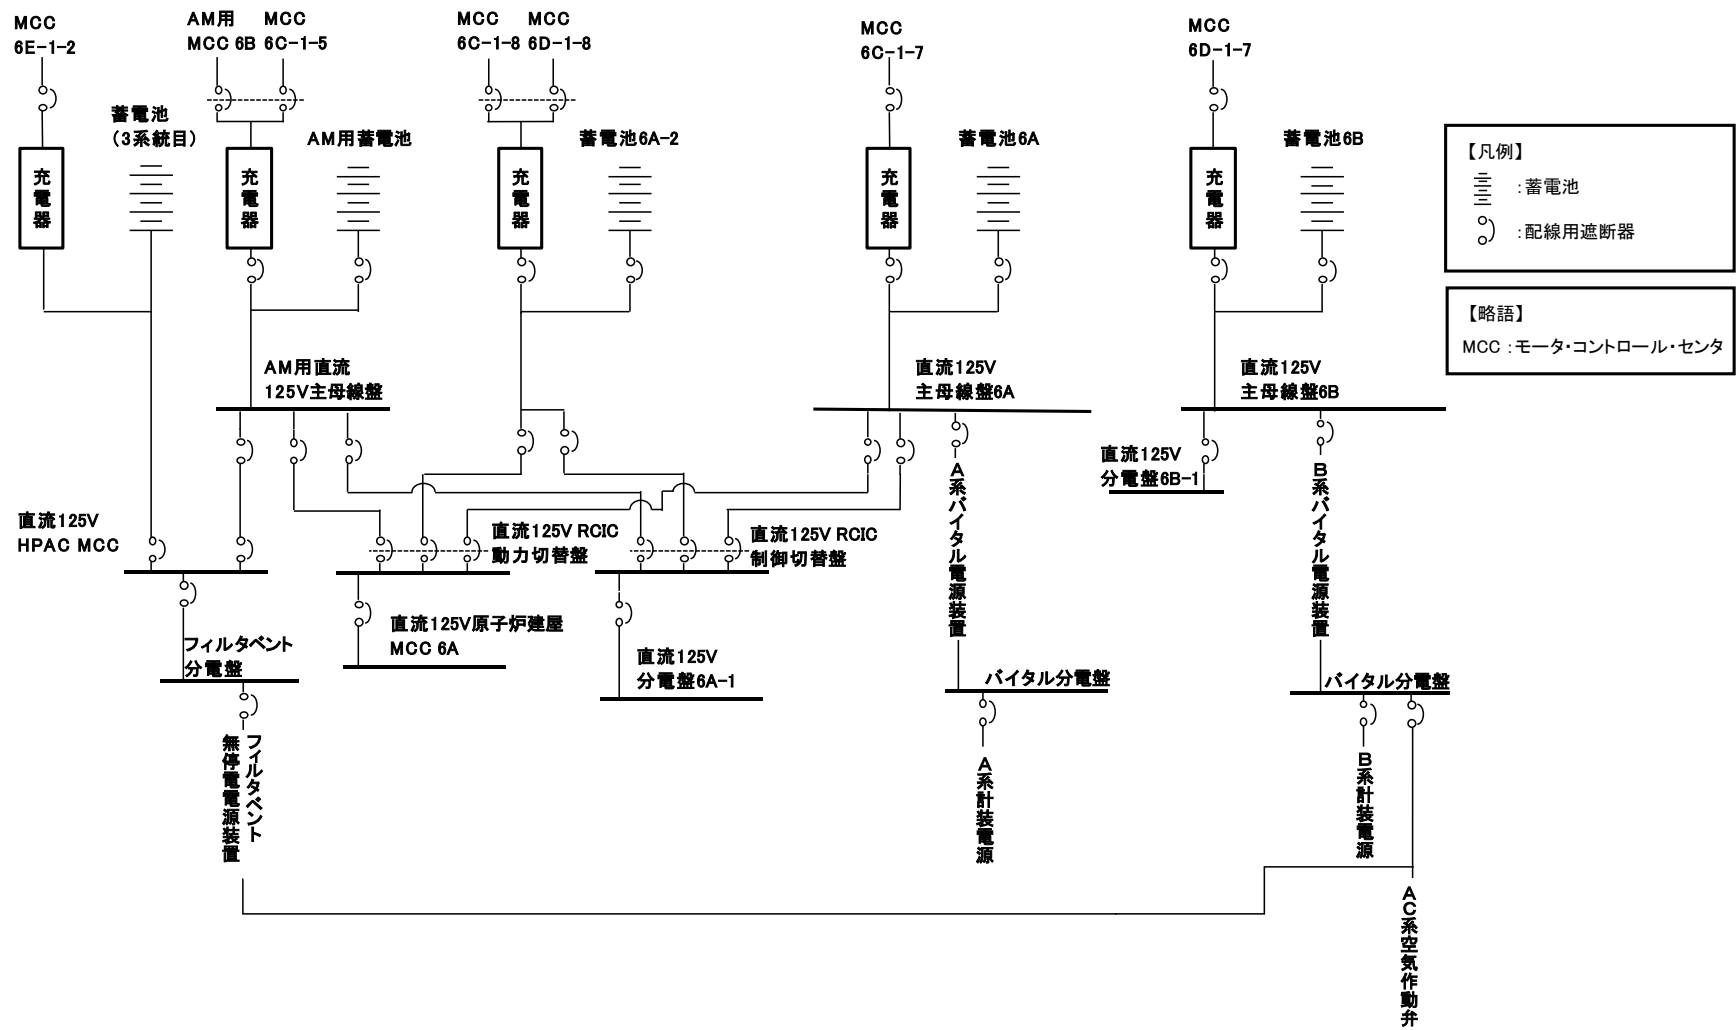 MCC
6E-1-2
AM用
MCC 6B
MCC
6C-1-5
MCC
6C-1-8
MCC
6D-1-8
MCC
6C-1-7
MCC
6D-1-7
蓄電池
(3系統目)
AM用蓄電池
蓄電池6A-2
蓄電池6A
蓄電池6B
充電器
充電器
充電器
充電器
充電器
【凡例】
:蓄電池
:配線用遮断器
【略語】
MCC :モータ・コントロール・センタ
AM用直流
125V主母線盤
直流125V
主母線盤6A
直流125V
主母線盤6B
直流125V
分電盤6B-1
直流125V
HPAC MCC
直流125V RCIC
動力切替盤
直流125V RCIC
制御切替盤
A系バイタル電源装置
B系バイタル電源装置
フィルタベント
分電盤
直流125V原子炉建屋
MCC 6A
直流125V
分電盤6A-1
バイタル分電盤
バイタル分電盤
フィルタベント
無停電電源装置
A系計装電源
B系計装電源
AC系空気作動弁